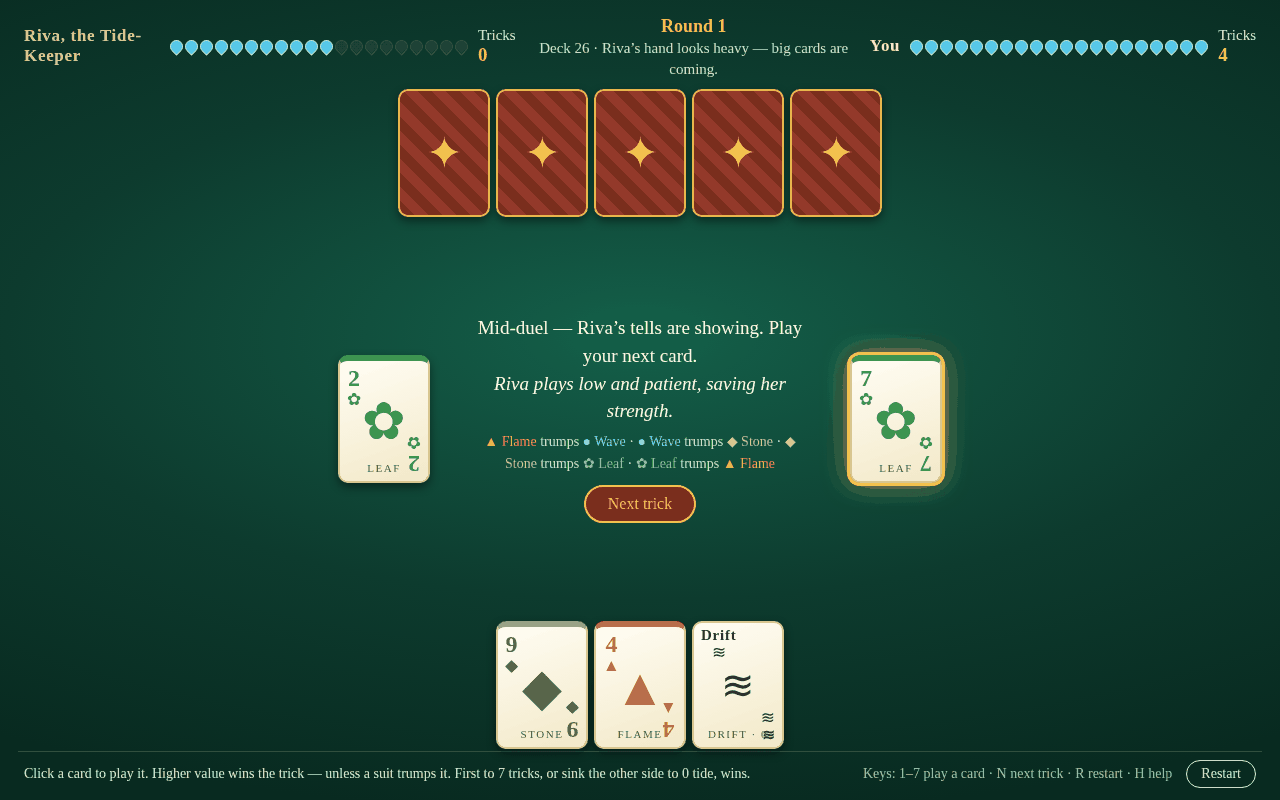 Riva, the Tide-
Keeper
Tricks
0
Round 1
Deck 26 · Riva's hand looks heavy — big cards are
coming.
You
Tricks
4
Mid-duel — Riva's tells are showing. Play
your next card.
Riva plays low and patient, saving her
strength.
▲ Flame trumps ● Wave · ● Wave trumps ◆ Stone · ◆
Stone trumps ✿ Leaf · ✿ Leaf trumps ▲ Flame
Next trick
2
LEAF
2
7
LEAF
7
9
STONE
9
4
FLAME
4
Drift
DRIFT ·
Click a card to play it. Higher value wins the trick — unless a suit trumps it. First to 7 tricks, or sink the other side to 0 tide, wins.
Keys: 1–7 play a card · N next trick · R restart · H help
Restart